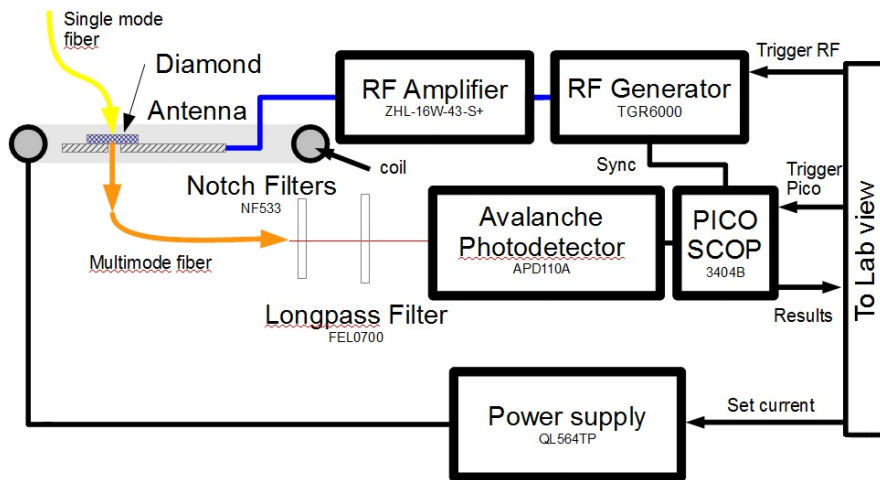 Single mode
fiber
Diamond
Antenna
RF Amplifier
ZHL-16W-43-S+
RF Generator
TGR6000
Trigger RF
Sync
coil
Trigger
Pico
Notch Filters
NF533
Avalanche
Photodetector
APD110A
PICO
SCOP
3404B
Multimode fiber
Results
Longpass Filter
FEL0700
To Lab view
Power supply
QL564TP
Set current